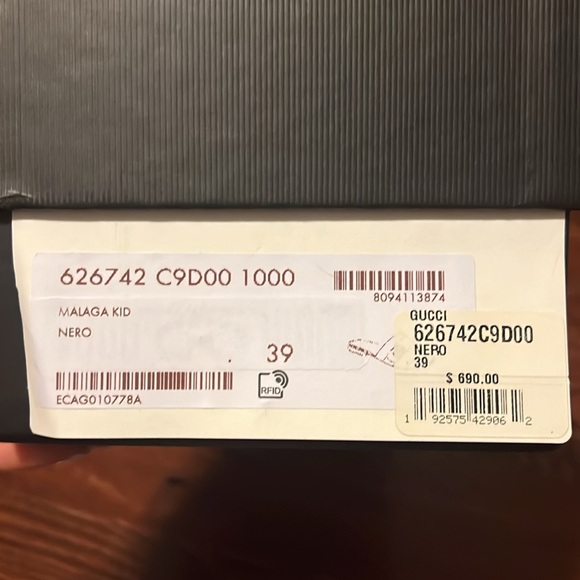 626742 C9D00 1000
8094113874
MALAGA KID
NERO
39
RFID
ECAG010778A
GUCCI
626742C9D00
NERO
39
$ 690.00
1 92575 42906 2